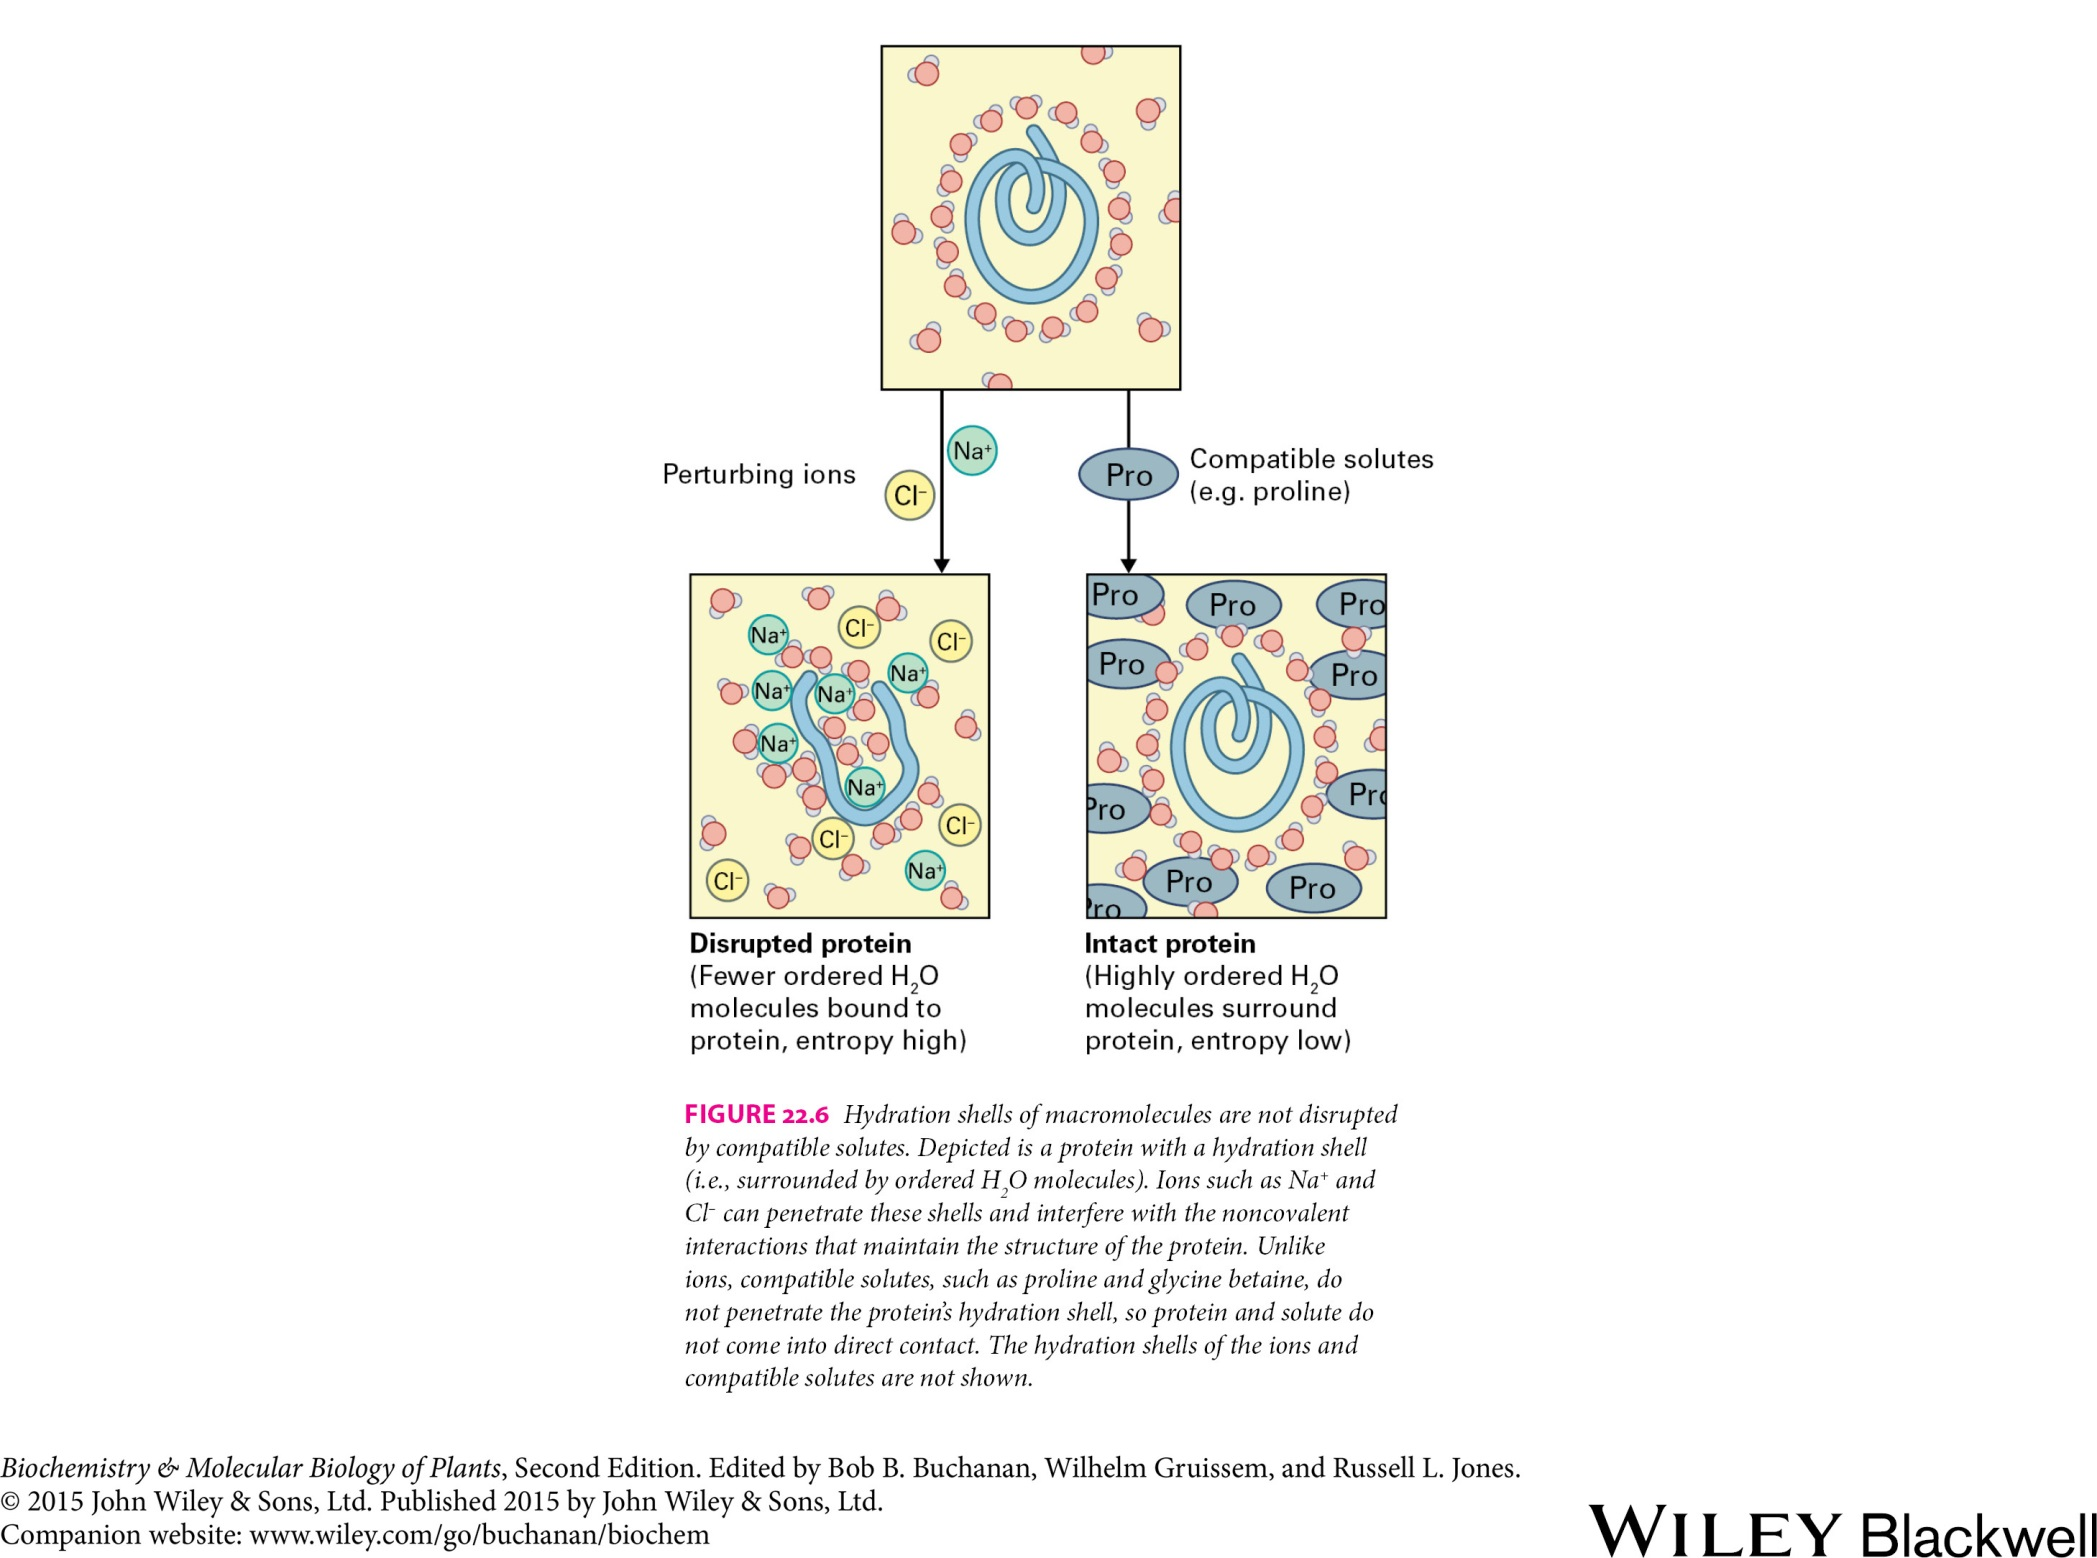 Na⁺
Perturbing ions
Cl⁻
Pro
Compatible solutes
(e.g. proline)
Na⁺
Cl⁻
Cl⁻
Na⁺
Na⁺
Na⁺
Na⁺
Na⁺
Cl⁻
Cl⁻
Na⁺
Cl⁻
Pro
Pro
Pro
Pro
Pro
Pro
Pro
Pro
Pro
Pro
Disrupted protein
(Fewer ordered H₂O
molecules bound to
protein, entropy high)
Intact protein
(Highly ordered H₂O
molecules surround
protein, entropy low)
FIGURE 22.6 Hydration shells of macromolecules are not disrupted
by compatible solutes. Depicted is a protein with a hydration shell
(i.e., surrounded by ordered H₂O molecules). Ions such as Na⁺ and
Cl⁻ can penetrate these shells and interfere with the noncovalent
interactions that maintain the structure of the protein. Unlike
ions, compatible solutes, such as proline and glycine betaine, do
not penetrate the protein’s hydration shell, so protein and solute do
not come into direct contact. The hydration shells of the ions and
compatible solutes are not shown.
Biochemistry & Molecular Biology of Plants, Second Edition. Edited by Bob B. Buchanan, Wilhelm Gruissem, and Russell L. Jones.
© 2015 John Wiley & Sons, Ltd. Published 2015 by John Wiley & Sons, Ltd.
Companion website: www.wiley.com/go/buchanan/biochem
WILEY Blackwell